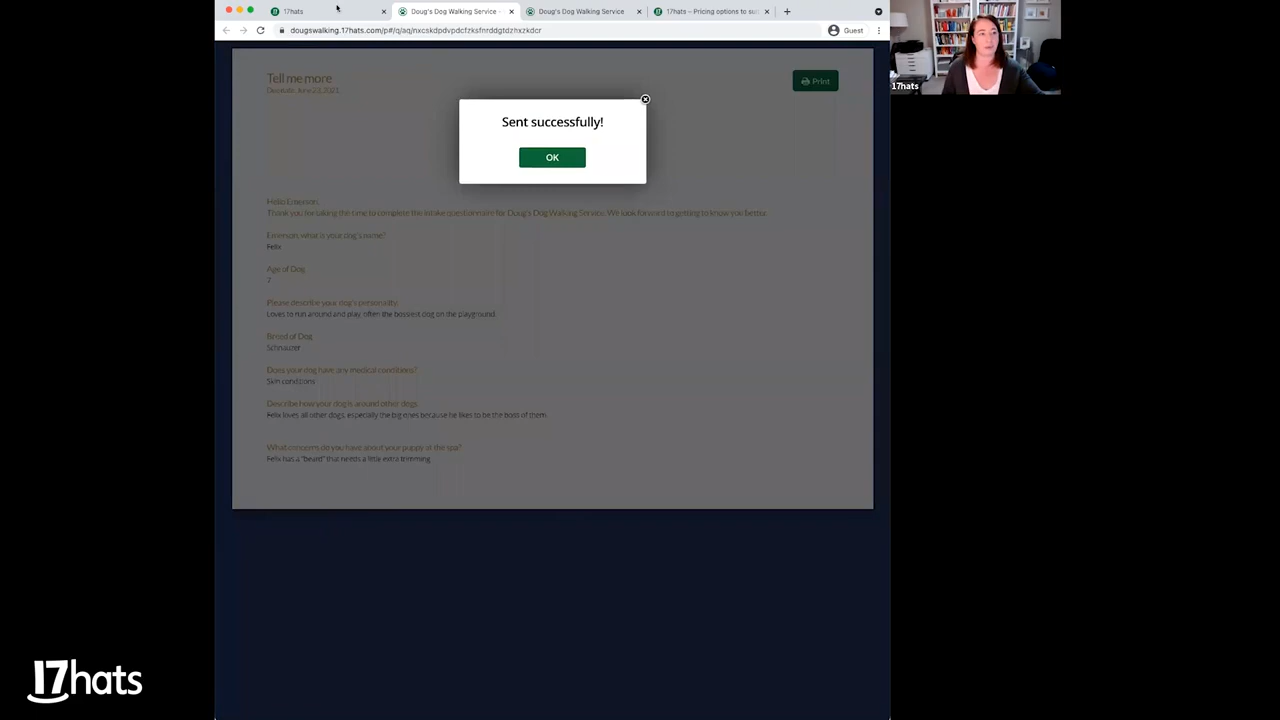 17hats
Doug's Dog Walking Service -
Doug's Dog Walking Service
17hats – Pricing options to su
dougswalking.17hats.com/p#/q/aq/nxcskdpdvpdcfzksfnrddgtdzhxzkdcr
Guest
Tell me more
Due date: June 23, 2021
Print
Sent successfully!
OK
Hello Emerson,
Thank you for taking the time to complete the intake questionnaire for Doug's Dog Walking Service. We look forward to getting to know you better.
Emerson, what is your dog's name?
Felix
Age of Dog
7
Please describe your dog's personality.
Loves to run around and play, often the bossiest dog on the playground.
Breed of Dog
Schnauzer
Does your dog have any medical conditions?
Skin conditions
Describe how your dog is around other dogs.
Felix loves all other dogs, especially the big ones because he likes to be the boss of them.
What concerns do you have about your puppy at the spa?
Felix has a "beard" that needs a little extra trimming.
17hats
17hats